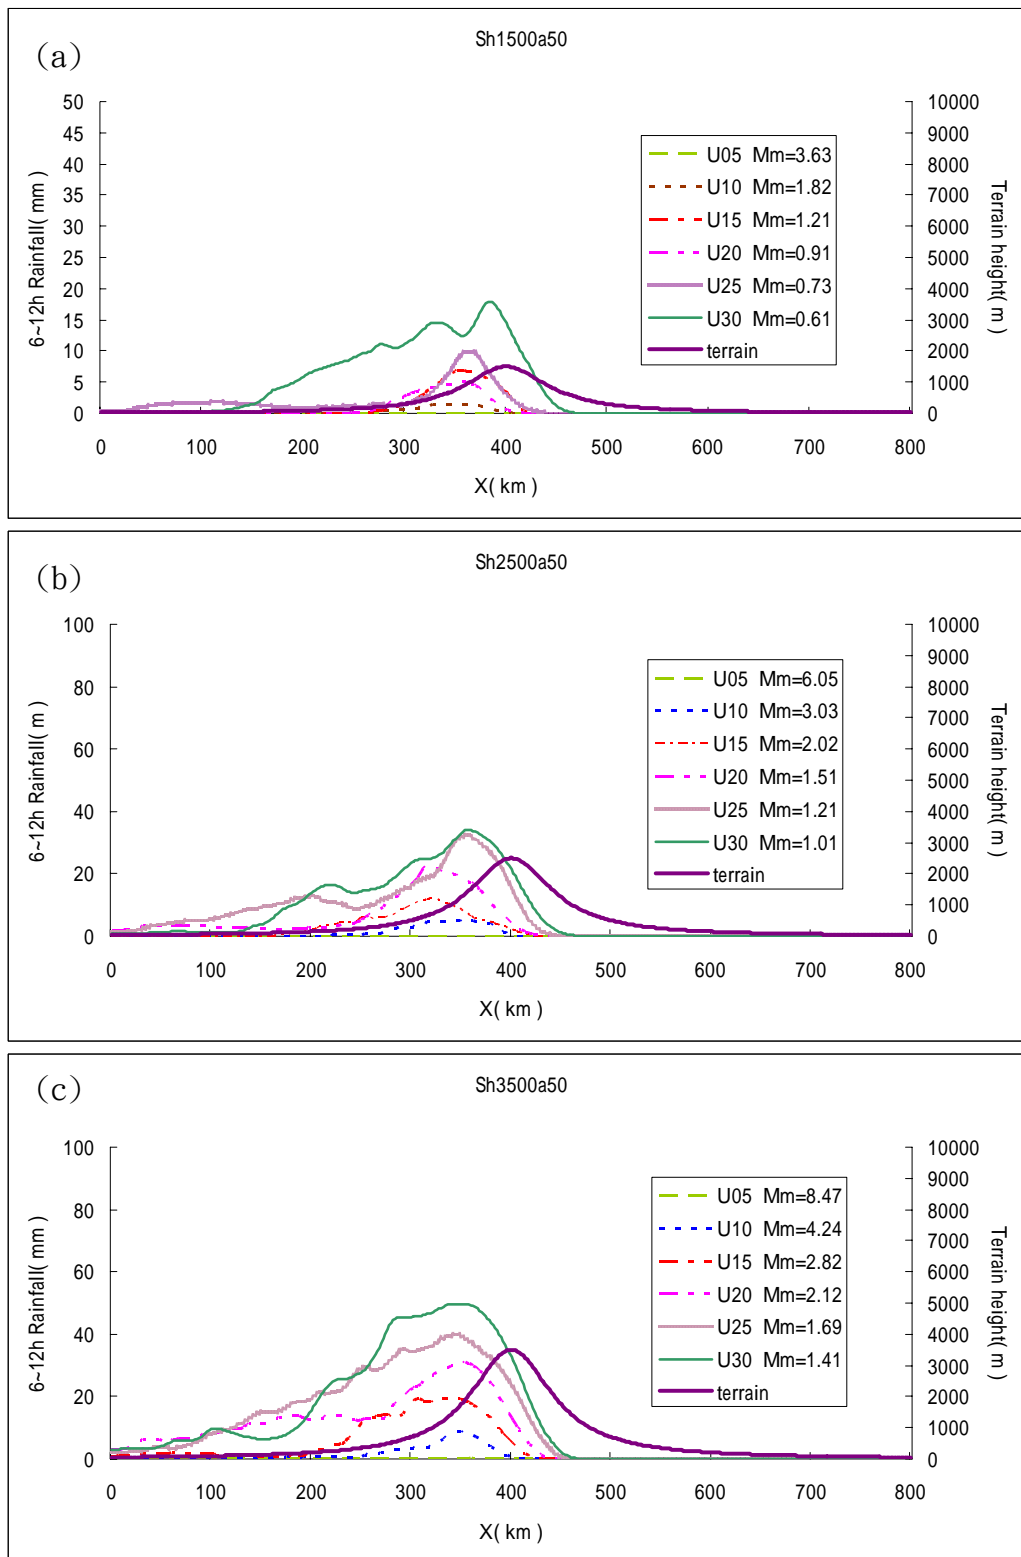 (a)
Sh1500a50
50 10000
45 9000
40 8000
35 7000
30 6000
25 5000
20 4000
15 3000
10 2000
5 1000
0 0
6~12h Rainfall( mm )
Terrain height( m )
U05 Mm=3.63
U10 Mm=1.82
U15 Mm=1.21
U20 Mm=0.91
U25 Mm=0.73
U30 Mm=0.61
terrain
0 100 200 300 400 500 600 700 800
X( km )
(b)
Sh2500a50
100 10000
9000
80 8000
7000
60 6000
5000
40 4000
3000
20 2000
1000
0 0
6~12h Rainfall( m )
Terrain height( m )
U05 Mm=6.05
U10 Mm=3.03
U15 Mm=2.02
U20 Mm=1.51
U25 Mm=1.21
U30 Mm=1.01
terrain
0 100 200 300 400 500 600 700 800
X( km )
(c)
Sh3500a50
100 10000
9000
80 8000
7000
60 6000
5000
40 4000
3000
20 2000
1000
0 0
6~12h Rainfall( mm )
Terrain height( m )
U05 Mm=8.47
U10 Mm=4.24
U15 Mm=2.82
U20 Mm=2.12
U25 Mm=1.69
U30 Mm=1.41
terrain
0 100 200 300 400 500 600 700 800
X( km )